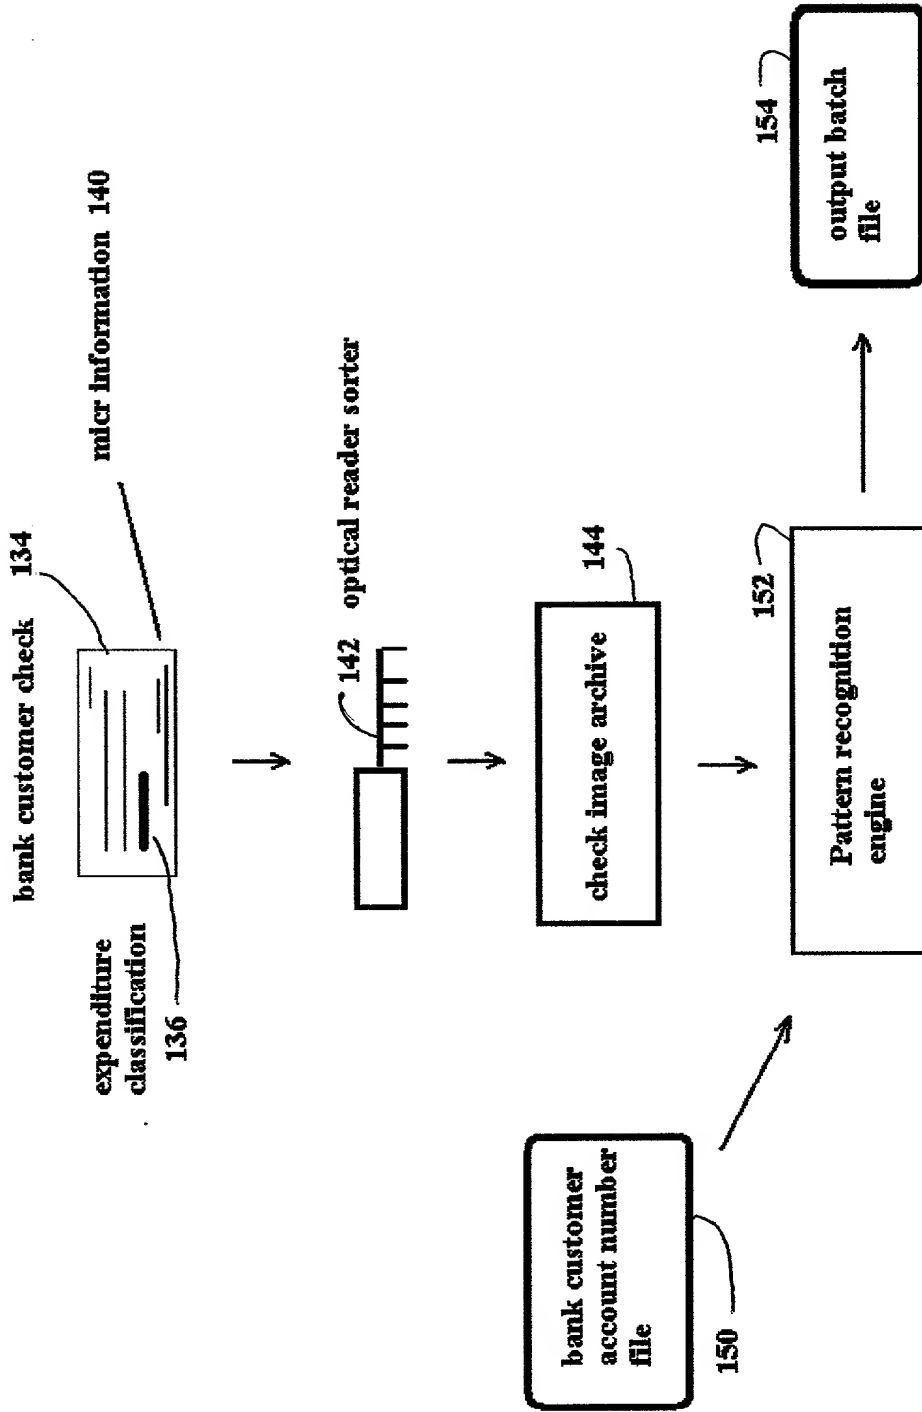 bank customer check 134
expenditure
classification
136
micr information 140
142 optical reader sorter
check image archive
144
bank customer
account number
file
150
152
Pattern recognition
engine
154
output batch
file